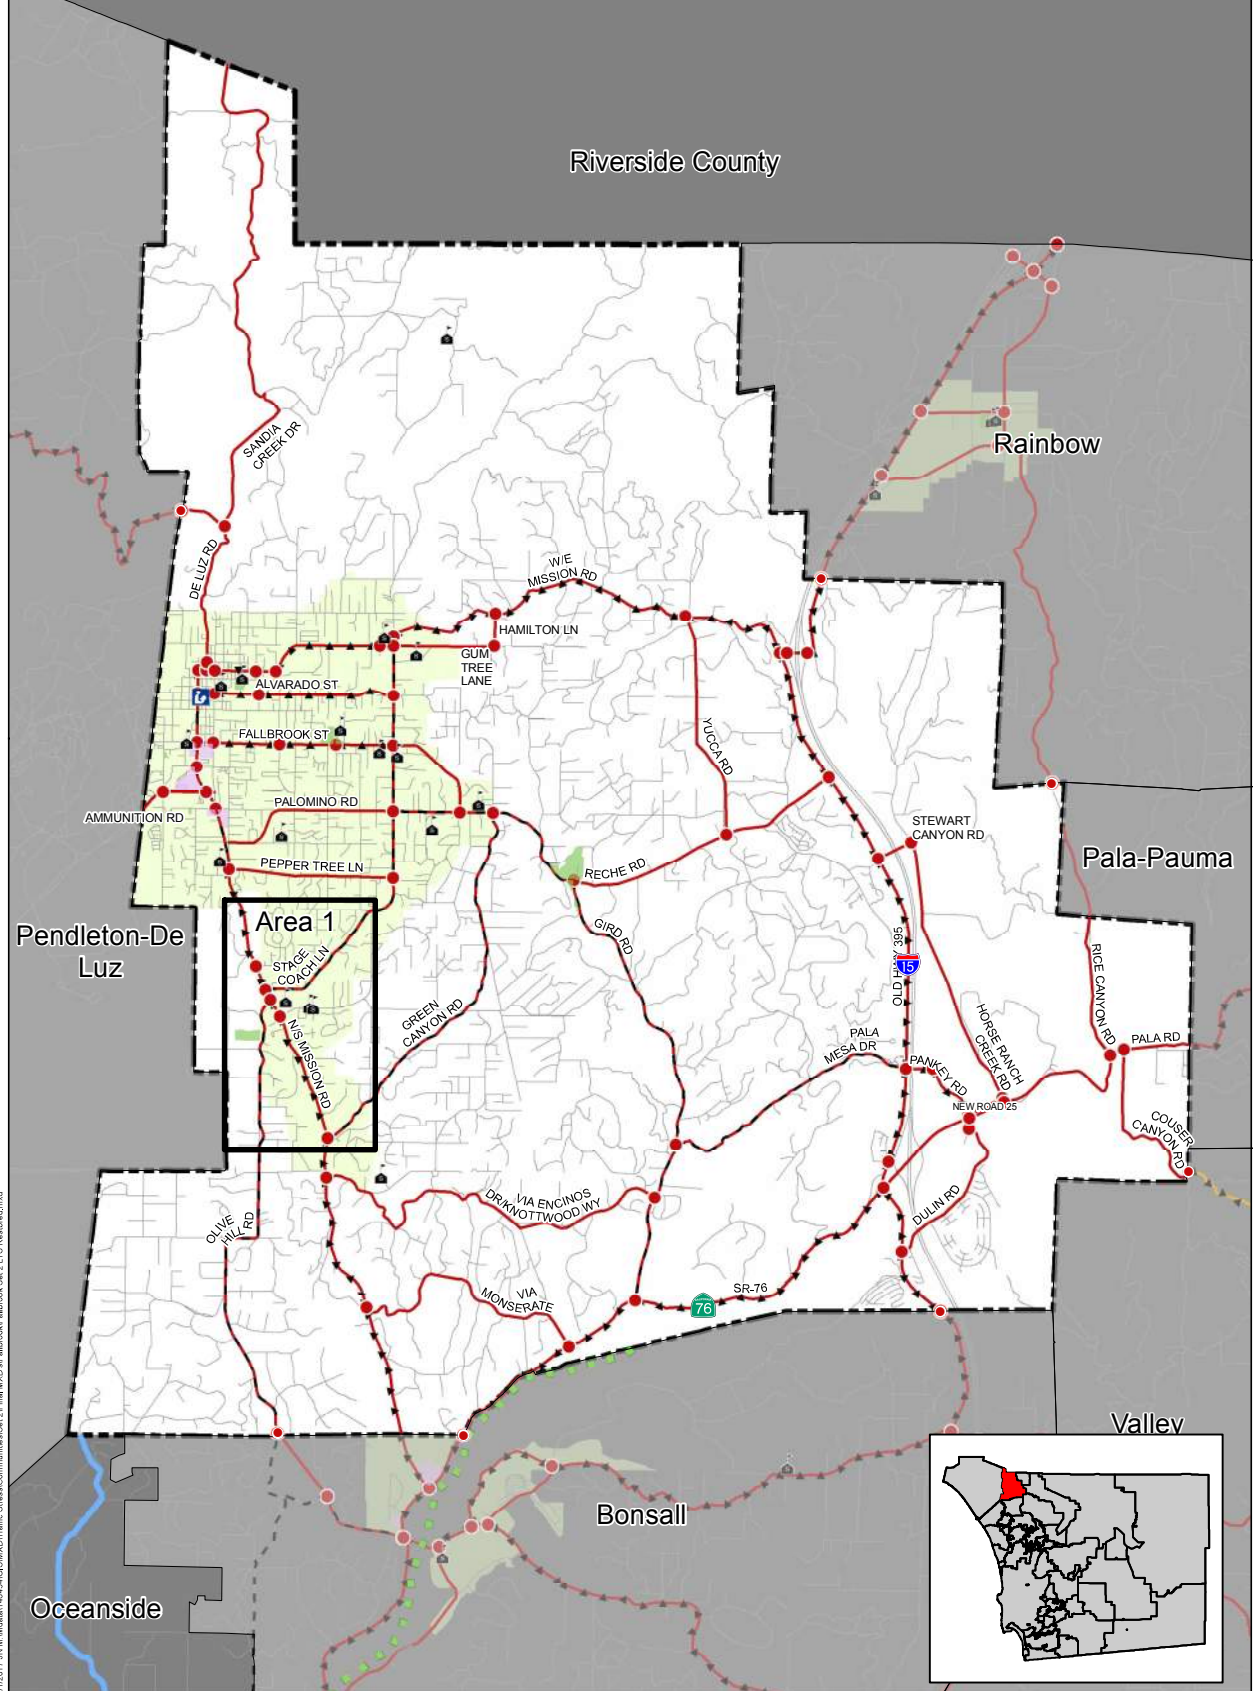 Riverside County
Rainbow
SANDIA
CREEK DR
DE LUZ RD
W/E
MISSION RD
HAMILTON LN
GUM
TREE
LANE
ALVARADO ST
FALLBROOK ST
YUCCA RD
PALOMINO RD
AMMUNITION RD
STEWART
CANYON RD
PEPPER TREE LN
RECHE RD
Pala-Pauma
Area 1
Pendleton-De
Luz
STAGE
COACH LN
GIRD RD
OLD HWY 395
15
RICE CANYON RD
GREEN
CANYON RD
N/S MISSION RD
PALA
MESA DR
HORSE RANCH
CREEK RD
PALA RD
PANKEY RD
NEW ROAD 25
COUSER
CANYON RD
VIA ENCINOS
DR/KNOTTWOOD WY
DULIN RD
OLIVE
HILL RD
VIA
MONSERATE
SR-76
76
Valley
Bonsall
Oceanside